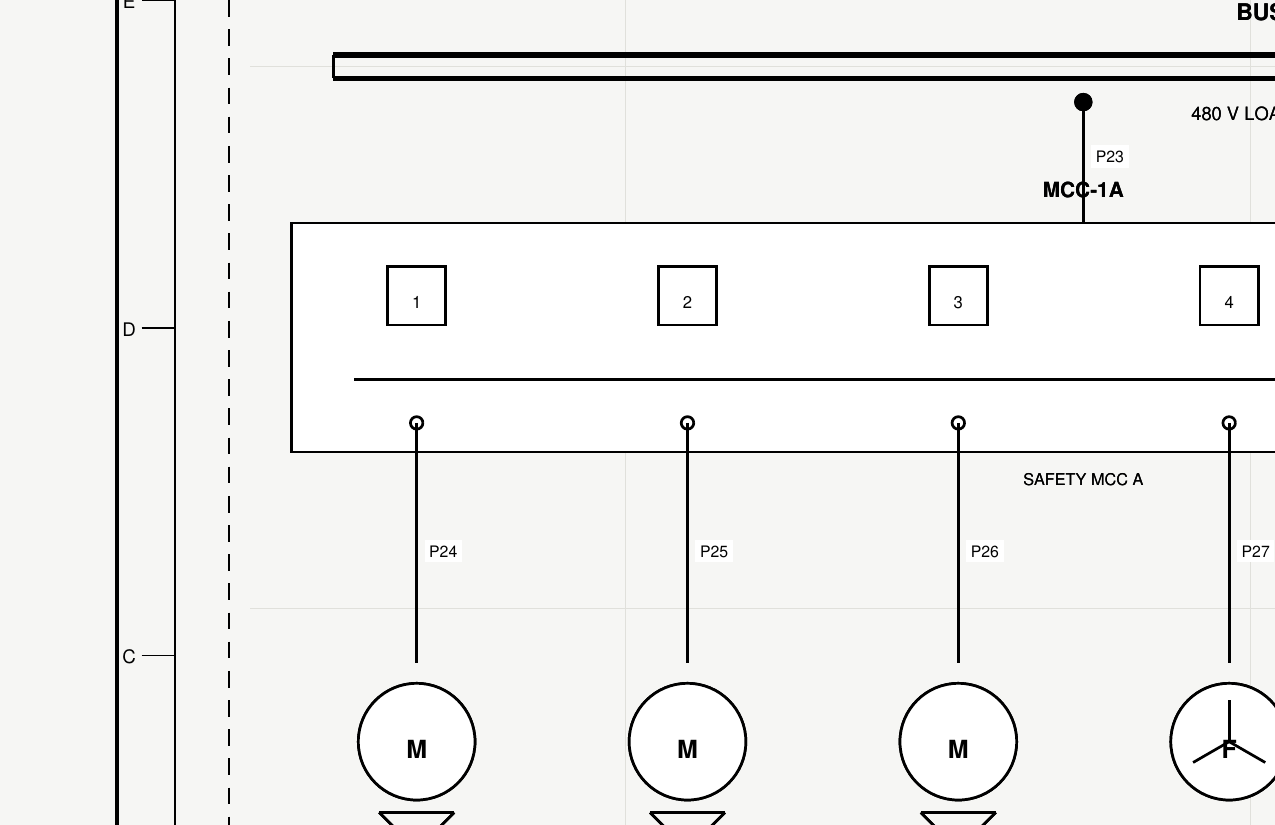 E
BUS
480 V LOA
P23
MCC-1A
1 2 3 4
D
SAFETY MCC A
P24 P25 P26 P27
C
M M M F